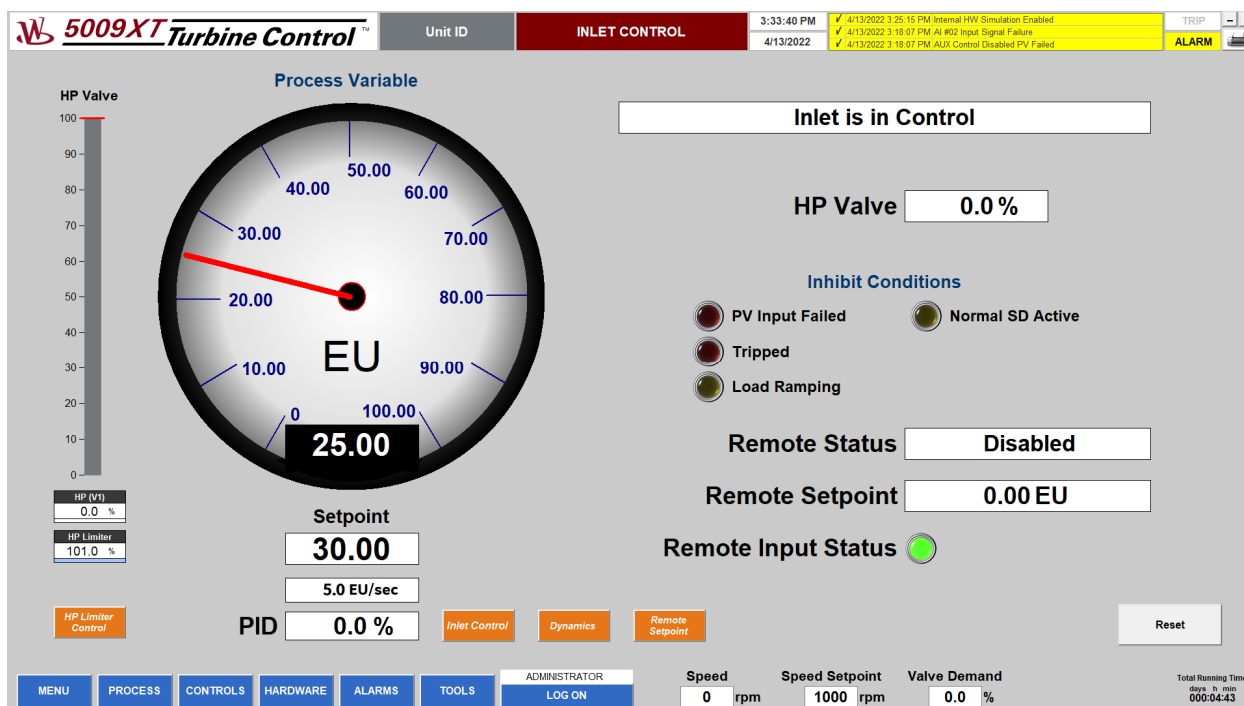 5009XT Turbine Control ™
Unit ID
INLET CONTROL
3:33:40 PM
4/13/2022
4/13/2022 3:25:15 PM Internal HW Simulation Enabled
4/13/2022 3:18:07 PM AI #02 Input Signal Failure
4/13/2022 3:18:07 PM AUX Control Disabled PV Failed
TRIP
ALARM
HP Valve
100
90
80
70
60
50
40
30
20
10
0
HP (V1)
0.0 %
HP Limiter
101.0 %
HP Limiter
Control
Process Variable
0
10.00
20.00
30.00
40.00
50.00
60.00
70.00
80.00
90.00
100.00
EU
25.00
Setpoint
30.00
5.0 EU/sec
PID 0.0 %
Inlet Control
Dynamics
Remote
Setpoint
Inlet is in Control
HP Valve 0.0 %
Inhibit Conditions
PV Input Failed
Normal SD Active
Tripped
Load Ramping
Remote Status Disabled
Remote Setpoint 0.00 EU
Remote Input Status
Reset
MENU
PROCESS
CONTROLS
HARDWARE
ALARMS
TOOLS
ADMINISTRATOR
LOG ON
Speed
0 rpm
Speed Setpoint
1000 rpm
Valve Demand
0.0 %
Total Running Time
days h min
000:04:43